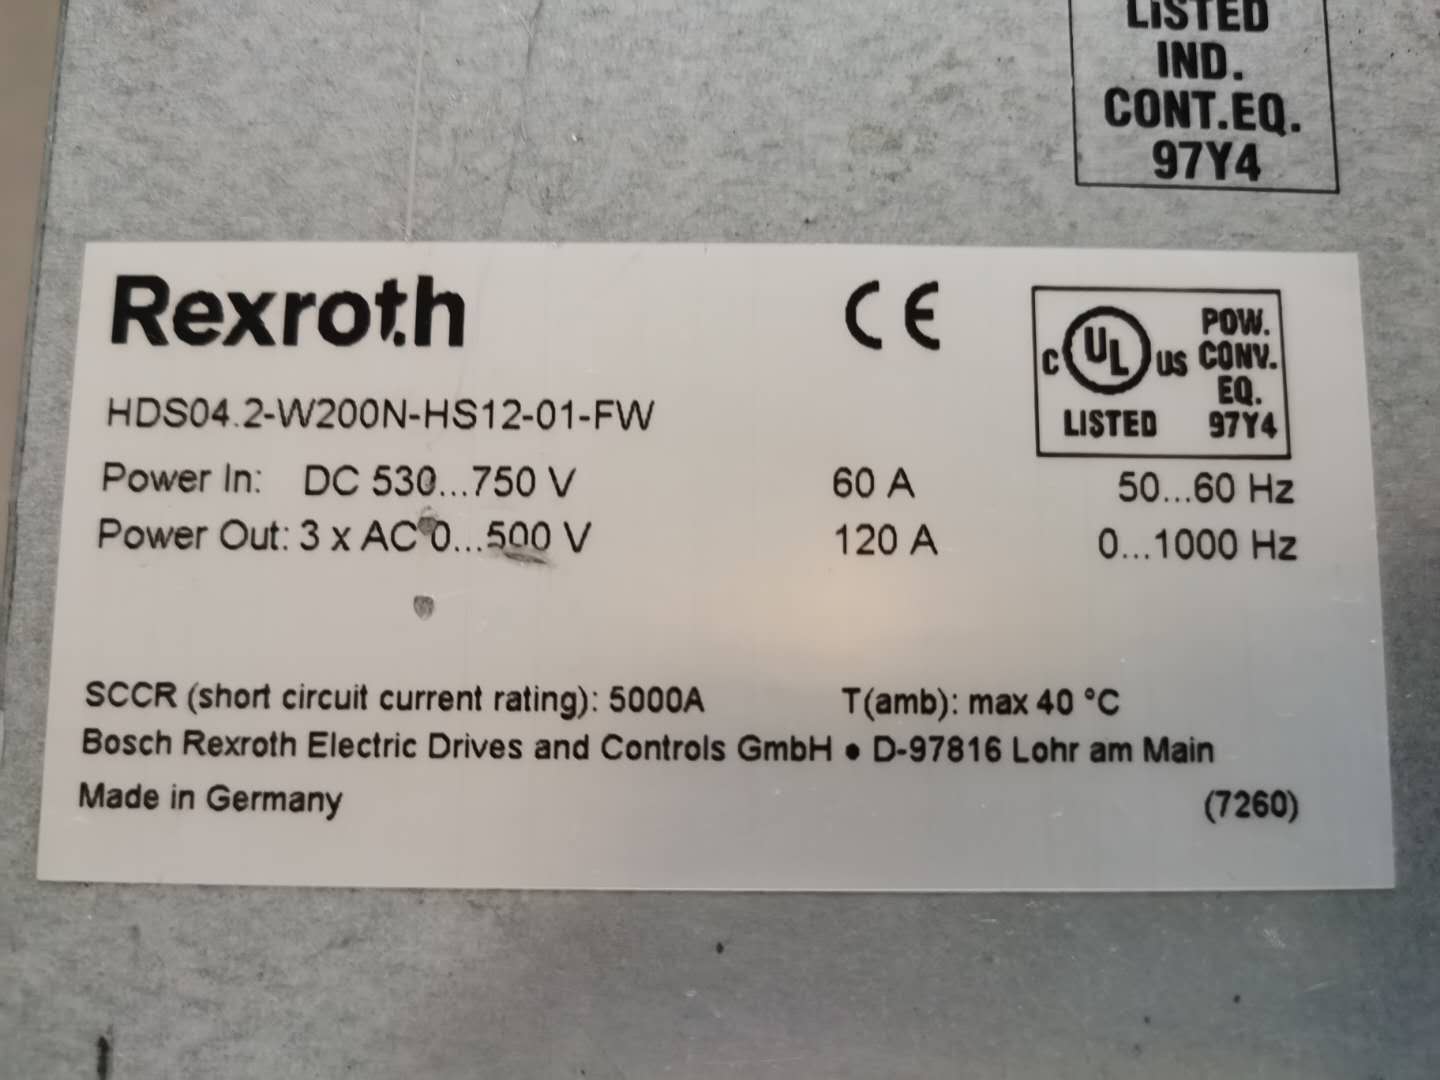 LISTED
IND.
CONT.EQ.
97Y4
Rexroth
CE
C UL US
LISTED
POW.
CONV.
EQ.
97Y4
HDS04.2-W200N-HS12-01-FW
Power In: DC 530...750 V 60 A 50...60 Hz
Power Out: 3 x AC 0...500 V 120 A 0...1000 Hz
SCCR (short circuit current rating): 5000A T(amb): max 40 °C
Bosch Rexroth Electric Drives and Controls GmbH • D-97816 Lohr am Main
Made in Germany (7260)